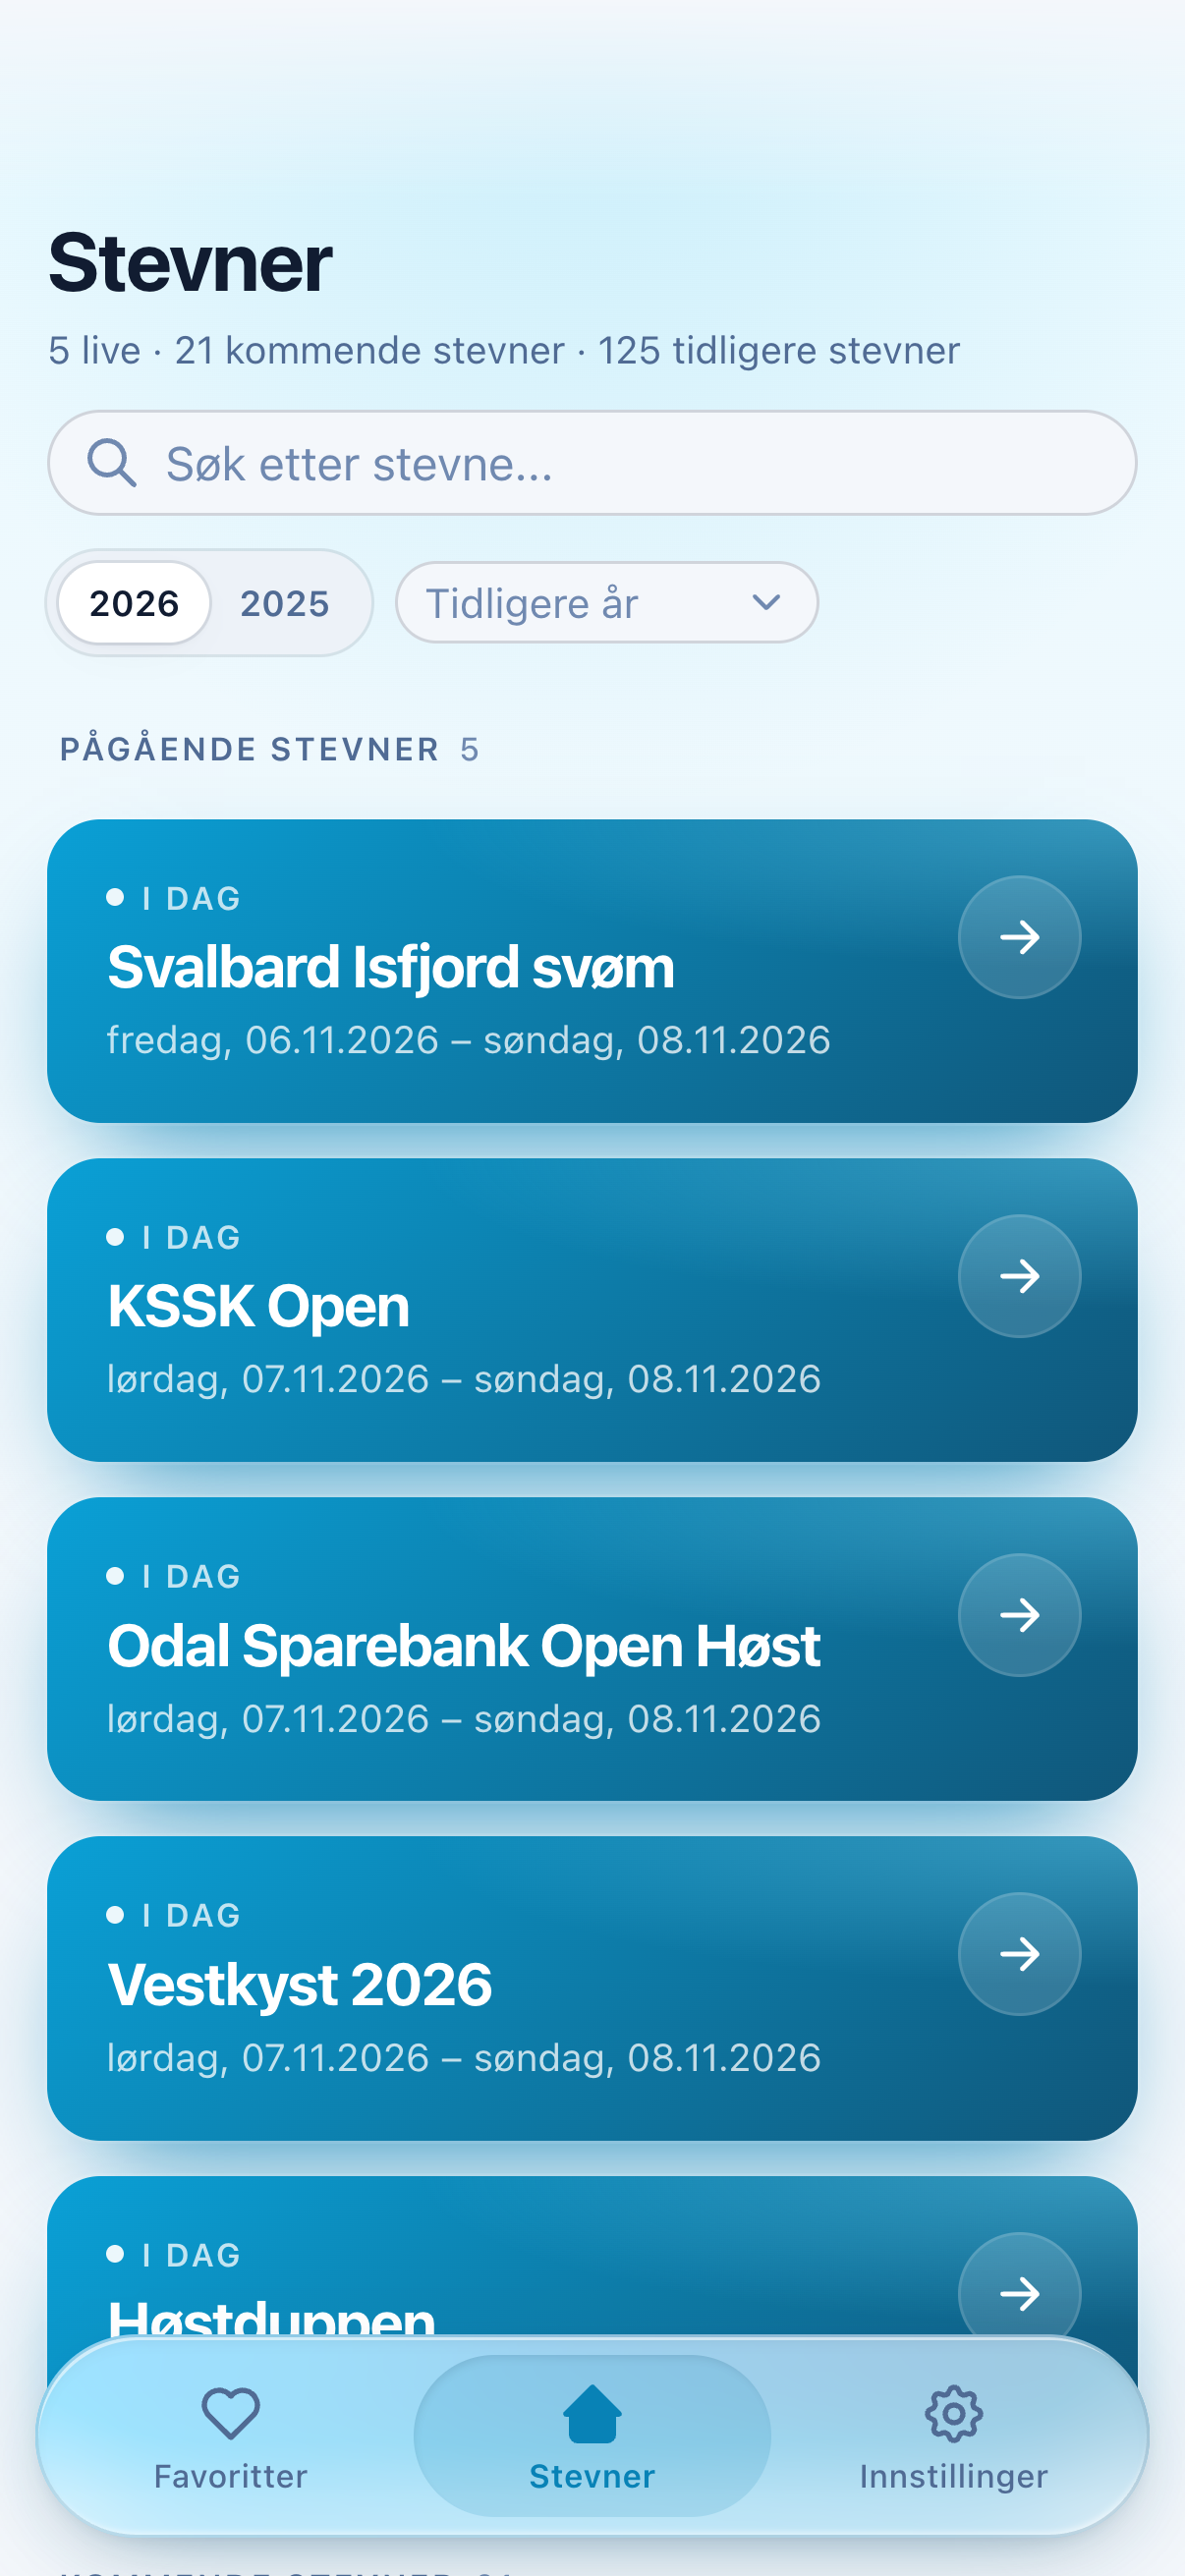 Stevner
5 live · 21 kommende stevner · 125 tidligere stevner
Søk etter stevne...
2026 2025 Tidligere år
PÅGÅENDE STEVNER 5
I DAG
Svalbard Isfjord svøm
fredag, 06.11.2026 – søndag, 08.11.2026
I DAG
KSSK Open
lørdag, 07.11.2026 – søndag, 08.11.2026
I DAG
Odal Sparebank Open Høst
lørdag, 07.11.2026 – søndag, 08.11.2026
I DAG
Vestkyst 2026
lørdag, 07.11.2026 – søndag, 08.11.2026
I DAG
Høstduppen
Favoritter Stevner Innstillinger